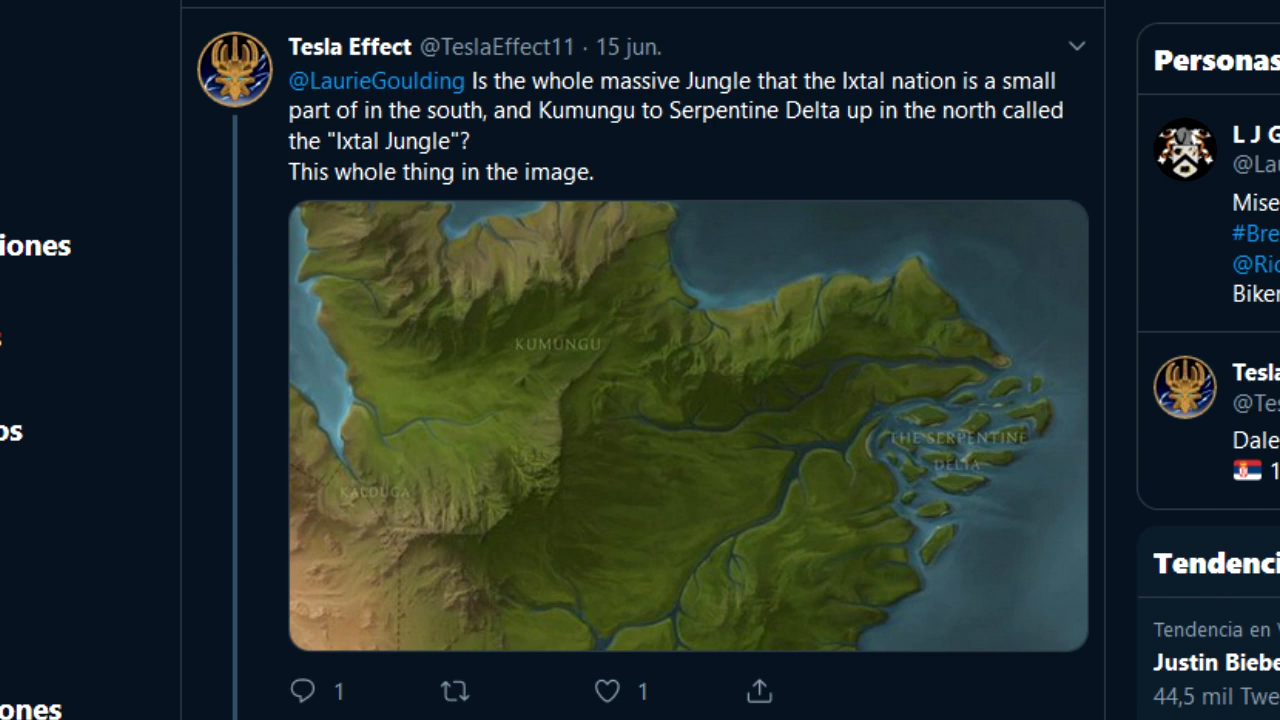 Tesla Effect @TeslaEffect11 · 15 jun.
@LaurieGoulding Is the whole massive Jungle that the Ixtal nation is a small
part of in the south, and Kumungu to Serpentine Delta up in the north called
the "Ixtal Jungle"?
This whole thing in the image.
KUMUNGU
THE SERPENTINE
DELTA
KALDUGA
1
1
iones
s
os
ones
Personas
L J G
@Lau
Mise
#Bre
@Ric
Biker
Tesla
@Tes
Dale
1
Tendenci
Tendencia en
Justin Biebe
44,5 mil Twe